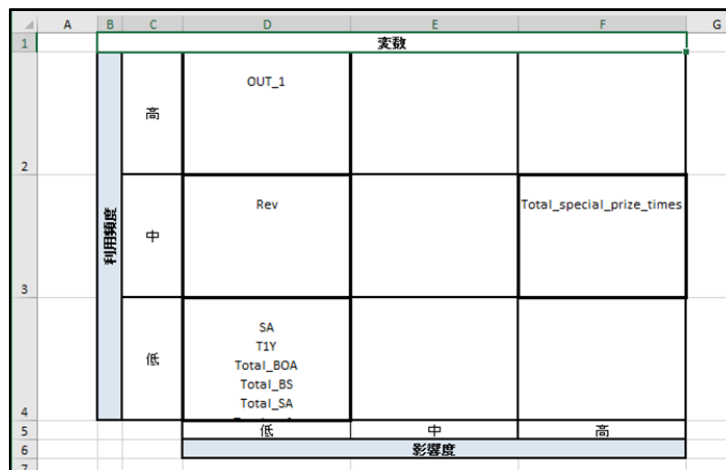 A B C D E F G
1 変数
高 OUT_1
2
利用頻度
中 Rev Total_special_prize_times
3
低
SA
T1Y
Total_BOA
Total_BS
Total_SA
4
5 低 中 高
6 影響度
7